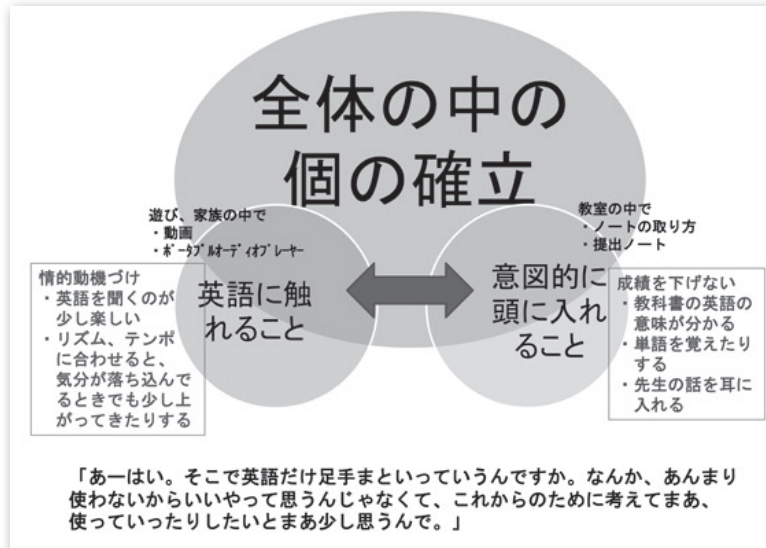 全体の中の
個の確立
遊び、家族の中で
・動画
・ポータブルオーディオプレーヤー
教室の中で
・ノートの取り方
・提出ノート
情的動機づけ
・英語を聞くのが
少し楽しい
・リズム、テンポ
に合わせると、
気分が落ち込んで
るときでも少し上
がってきたりする
英語に触
れること
意図的に
頭に入れ
ること
成績を下げない
・教科書の英語の
意味が分かる
・単語を覚えたり
する
・先生の話を耳に
入れる
「あーはい。そこで英語だけ足手まといっていうんですか。なんか、あんまり
使わないからいいやって思うんじゃなくて、これからのために考えてまあ、
使っていったりしたいとまあ少し思うんで。」